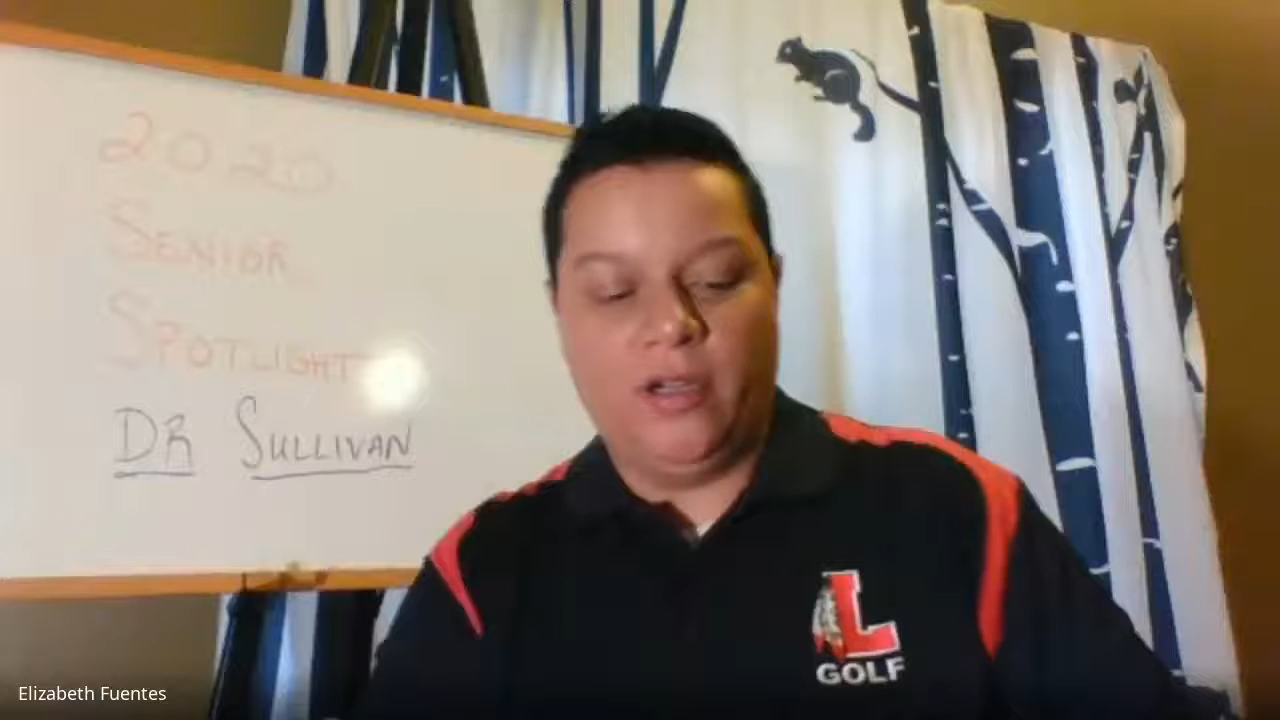 2020
SENIOR
SPOTLIGHT
DR SULLIVAN
L
GOLF
Elizabeth Fuentes